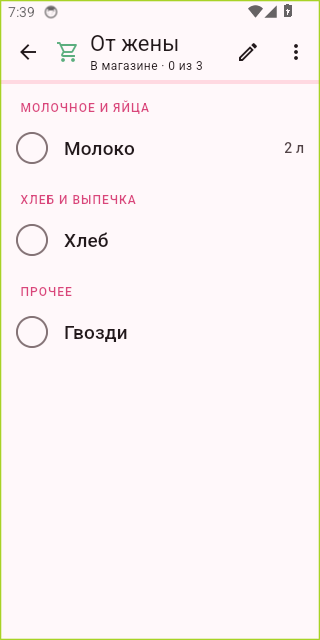 7:39
От жены
В магазине · 0 из 3
МОЛОЧНОЕ И ЯЙЦА
Молоко 2 л
ХЛЕБ И ВЫПЕЧКА
Хлеб
ПРОЧЕЕ
Гвозди